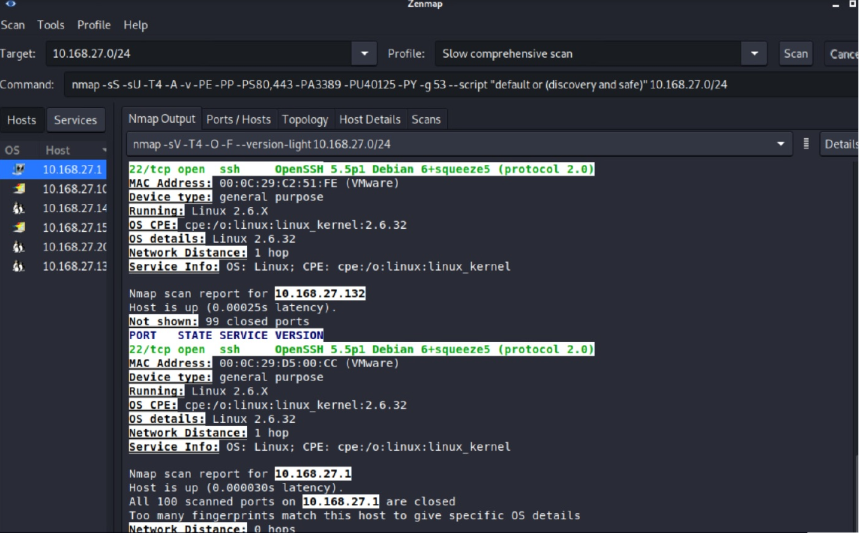 Zenmap
Scan Tools Profile Help
Target: 10.168.27.0/24 Profile: Slow comprehensive scan Scan Cance
Command: nmap -sS -sU -T4 -A -v -PE -PP -PS80,443 -PA3389 -PU40125 -PY -g 53 --script "default or (discovery and safe)" 10.168.27.0/24
Hosts Services
Nmap Output Ports / Hosts Topology Host Details Scans
OS Host
nmap -sV -T4 -O -F --version-light 10.168.27.0/24 Details
10.168.27.1
10.168.27.10
10.168.27.14
10.168.27.15
10.168.27.20
10.168.27.13
22/tcp open ssh OpenSSH 5.5p1 Debian 6+squeeze5 (protocol 2.0)
MAC Address: 00:0C:29:C2:51:FE (VMware)
Device type: general purpose
Running: Linux 2.6.X
OS CPE: cpe:/o:linux:linux_kernel:2.6.32
OS details: Linux 2.6.32
Network Distance: 1 hop
Service Info: OS: Linux; CPE: cpe:/o:linux:linux_kernel
Nmap scan report for 10.168.27.132
Host is up (0.00025s latency).
Not shown: 99 closed ports
PORT STATE SERVICE VERSION
22/tcp open ssh OpenSSH 5.5p1 Debian 6+squeeze5 (protocol 2.0)
MAC Address: 00:0C:29:D5:00:CC (VMware)
Device type: general purpose
Running: Linux 2.6.X
OS CPE: cpe:/o:linux:linux_kernel:2.6.32
OS details: Linux 2.6.32
Network Distance: 1 hop
Service Info: OS: Linux; CPE: cpe:/o:linux:linux_kernel
Nmap scan report for 10.168.27.1
Host is up (0.000030s latency).
All 100 scanned ports on 10.168.27.1 are closed
Too many fingerprints match this host to give specific OS details
Network Distance: 0 hops